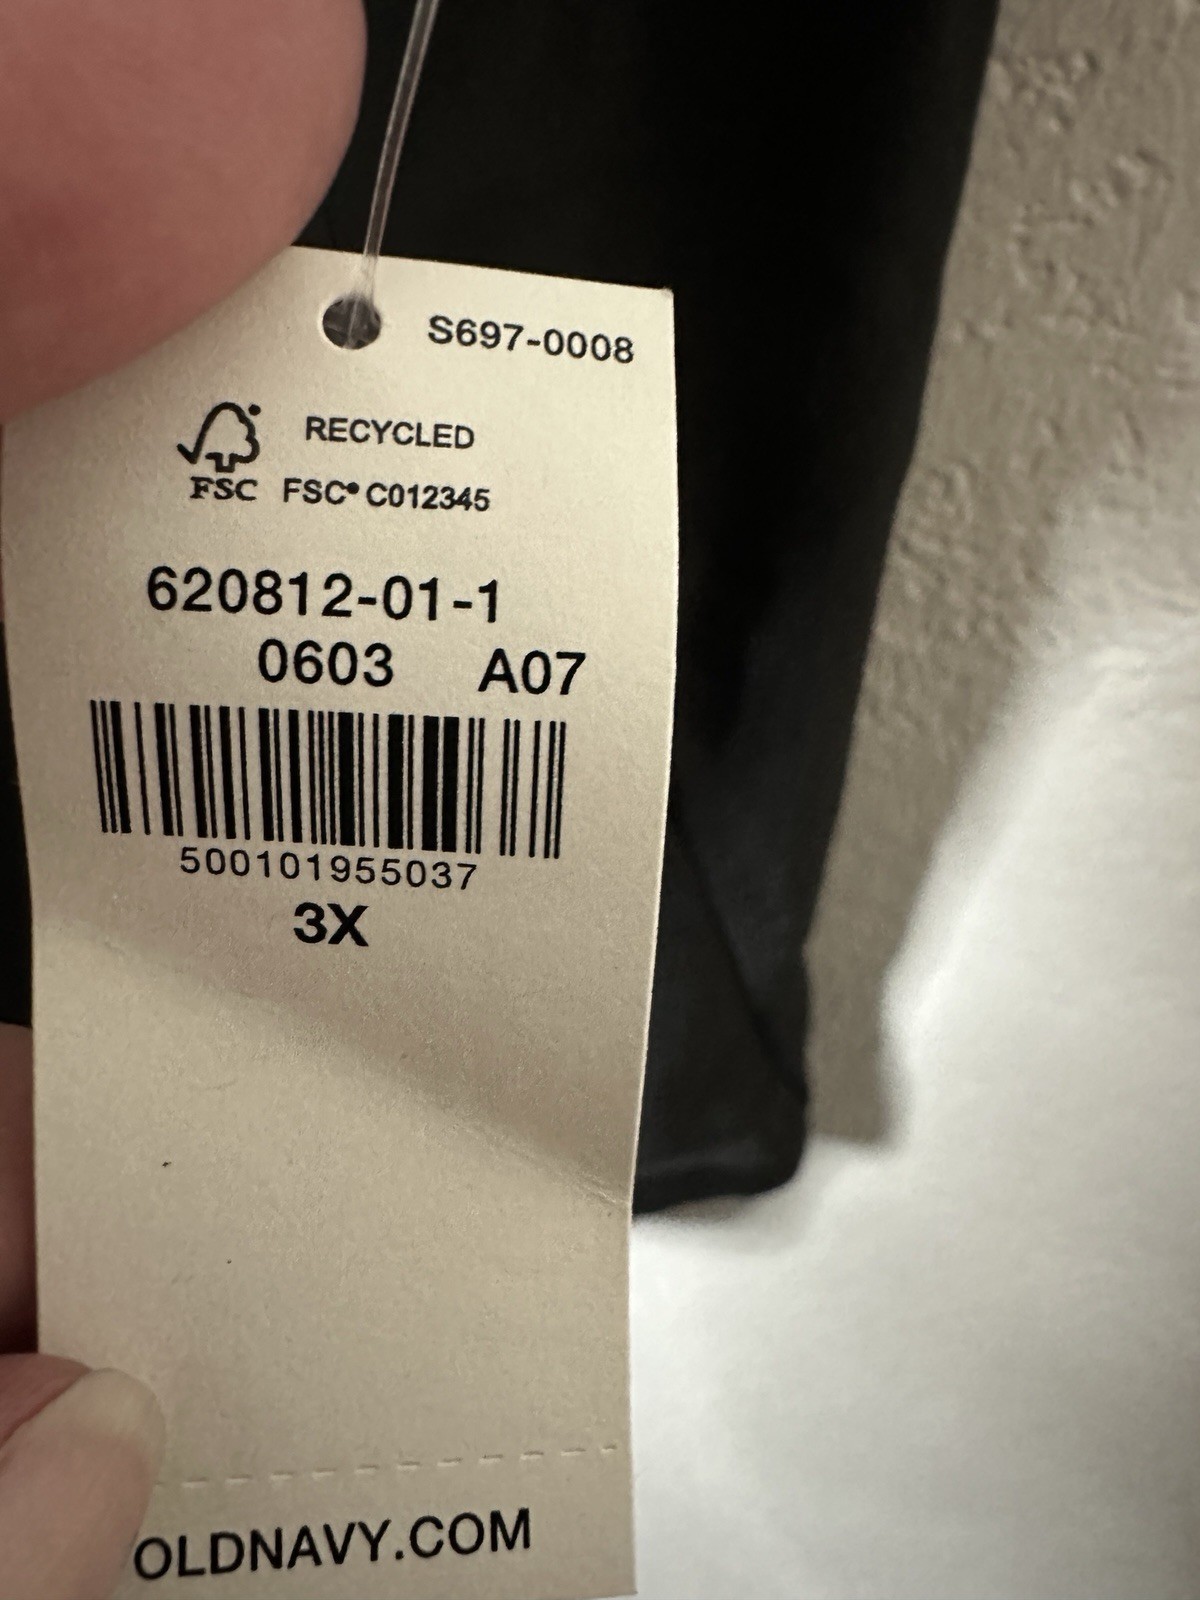 S697-0008
RECYCLED
FSC FSC® C012345
620812-01-1
0603 A07
500101955037
3X
OLDNAVY.COM